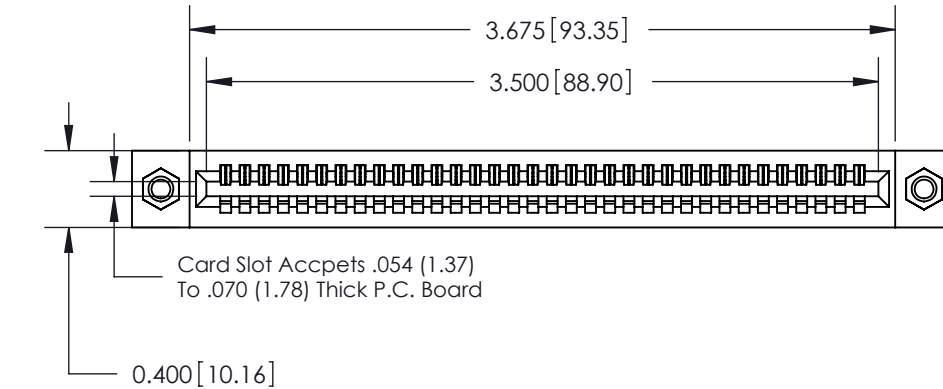 3.675[93.35]
3.500[88.90]
Card Slot Accpets .054 (1.37)
To .070 (1.78) Thick P.C. Board
0.400[10.16]